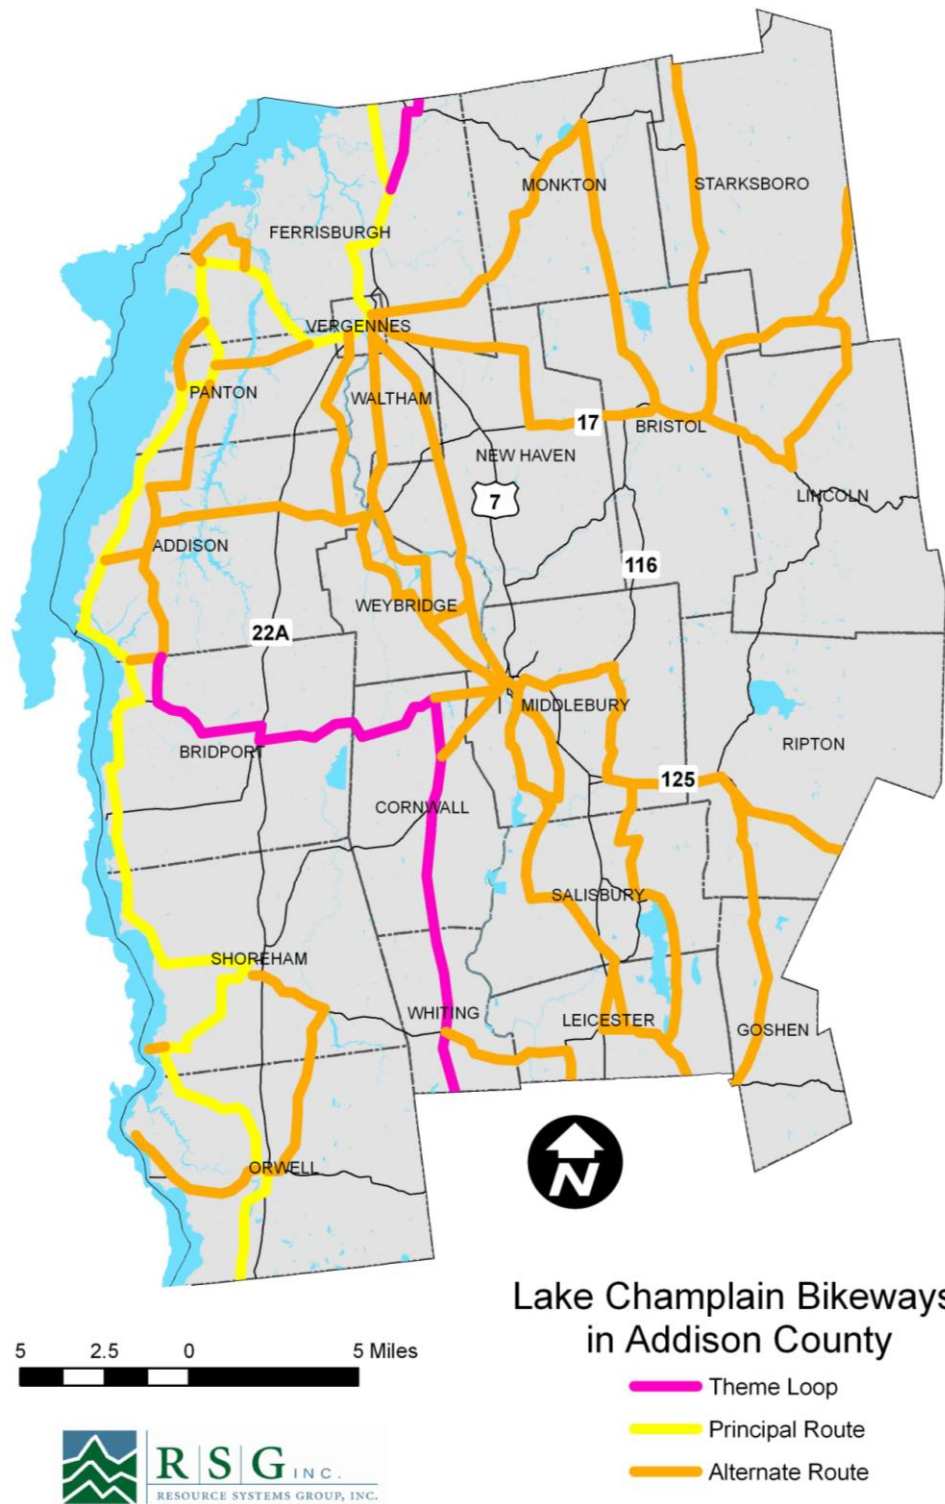 MONKTON
STARKSBORO
FERRISBURGH
VERGENNES
PANTON
WALTHAM
17
BRISTOL
NEW HAVEN
7
LINCOLN
ADDISON
116
WEYBRIDGE
22A
MIDDLEBURY
RIPTON
BRIDPORT
125
CORNWALL
SALISBURY
SHOREHAM
WHITING
LEICESTER
GOSHEN
ORWELL
N
Lake Champlain Bikeways
in Addison County
5 2.5 0 5 Miles
Theme Loop
Principal Route
Alternate Route
R|S|G INC.
RESOURCE SYSTEMS GROUP, INC.